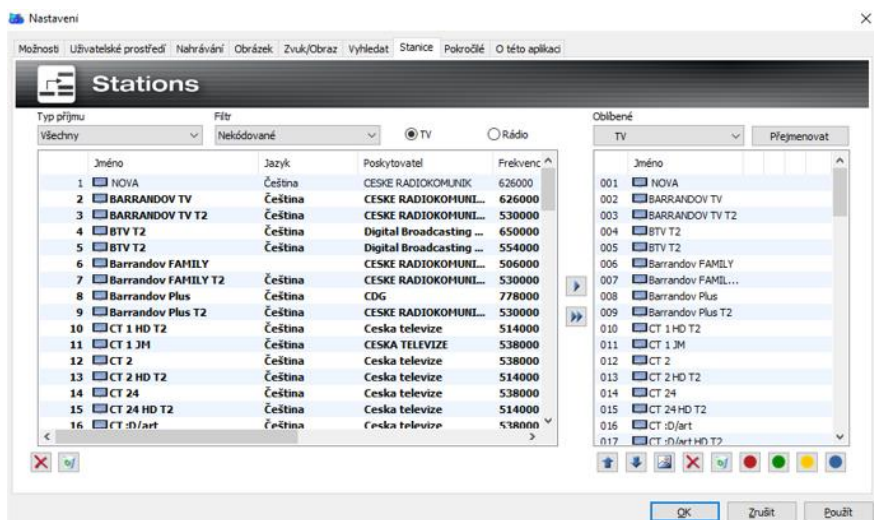 Nastavení
Možnosti Uživatelské prostředí Nahrávání Obrázek Zvuk/Obraz Vyhledat Stanice Pokročilé O této aplikaci
Stations
Typ příjmu Filtr Oblíbené
Všechny Nekódované TV Rádio TV Přejmenovat
Jméno Jazyk Poskytovatel Frekvenc Jméno
1 NOVA Čeština CESKE RADIOKOMUNIK 626000 001 NOVA
2 BARRANDOV TV Čeština CESKE RADIOKOMUNI... 626000 002 BARRANDOV TV
3 BARRANDOV TV T2 Čeština CESKE RADIOKOMUNI... 530000 003 BARRANDOV TV T2
4 BTV T2 Čeština Digital Broadcasting ... 650000 004 BTV T2
5 BTV T2 Čeština Digital Broadcasting ... 554000 005 BTV T2
6 Barrandov FAMILY CESKE RADIOKOMUNI... 506000 006 Barrandov FAMILY
7 Barrandov FAMILY T2 Čeština CESKE RADIOKOMUNI... 530000 007 Barrandov FAMIL...
8 Barrandov Plus Čeština CDG 778000 008 Barrandov Plus
9 Barrandov Plus T2 Čeština CESKE RADIOKOMUNI... 530000 009 Barrandov Plus T2
10 CT 1 HD T2 Čeština Ceska televize 514000 010 CT 1 HD T2
11 CT 1 JM Čeština CESKA TELEVIZE 538000 011 CT 1 JM
12 CT 2 Čeština Ceska televize 538000 012 CT 2
13 CT 2 HD T2 Čeština Ceska televize 514000 013 CT 2 HD T2
14 CT 24 Čeština Ceska televize 538000 014 CT 24
15 CT 24 HD T2 Čeština Ceska televize 514000 015 CT 24 HD T2
16 CT :D/art Čeština Ceska televize 538000 016 CT :D/art
017 CT :D/art HD T2
OK Zrušit Použít